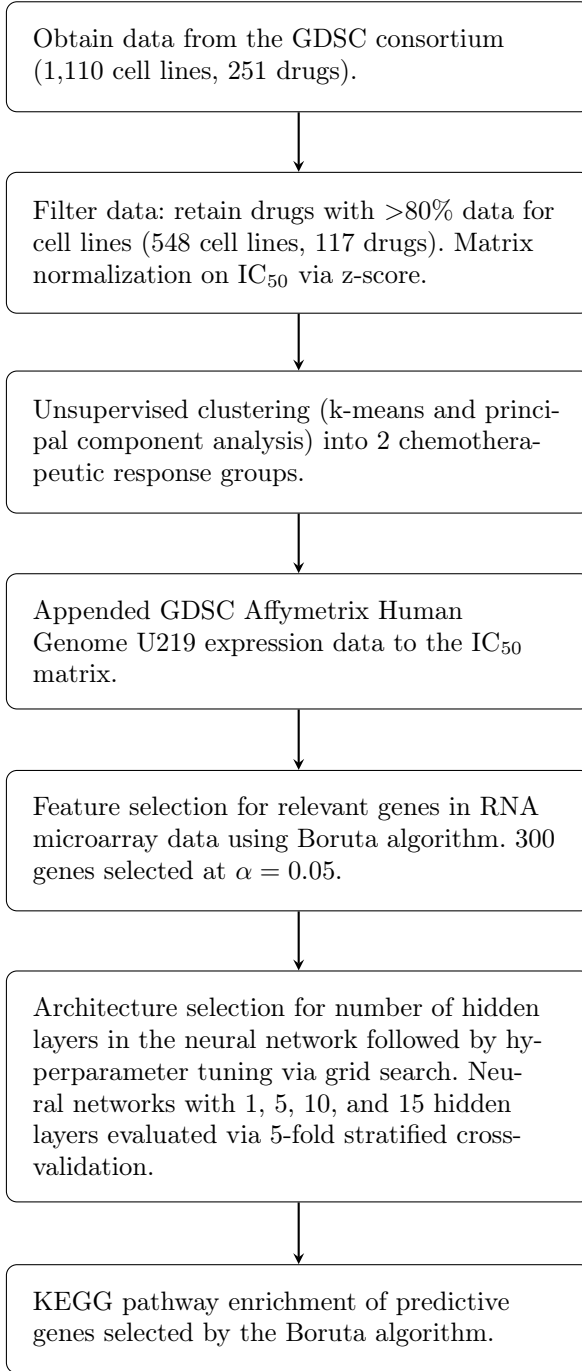 Obtain data from the GDSC consortium
(1,110 cell lines, 251 drugs).
Filter data: retain drugs with >80% data for
cell lines (548 cell lines, 117 drugs). Matrix
normalization on IC₅₀ via z-score.
Unsupervised clustering (k-means and princi-
pal component analysis) into 2 chemothera-
peutic response groups.
Appended GDSC Affymetrix Human
Genome U219 expression data to the IC₅₀
matrix.
Feature selection for relevant genes in RNA
microarray data using Boruta algorithm. 300
genes selected at α = 0.05.
Architecture selection for number of hidden
layers in the neural network followed by hy-
perparameter tuning via grid search. Neu-
ral networks with 1, 5, 10, and 15 hidden
layers evaluated via 5-fold stratified cross-
validation.
KEGG pathway enrichment of predictive
genes selected by the Boruta algorithm.